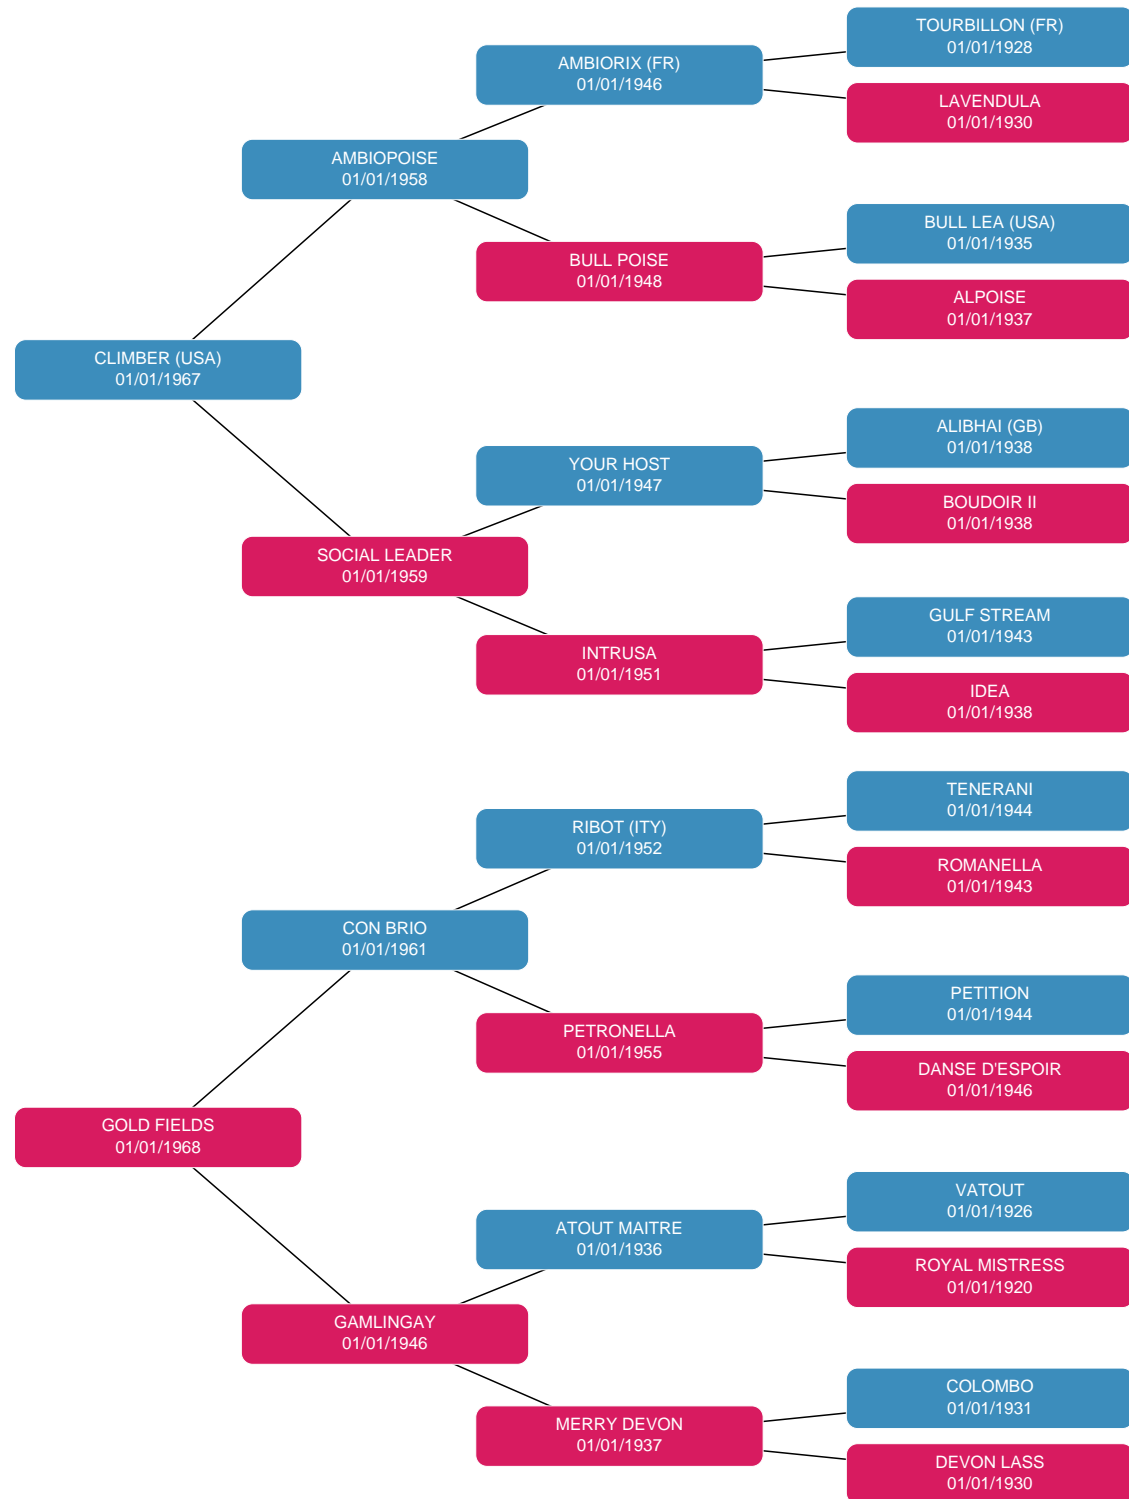 TOURBILLON (FR)
01/01/1928
AMBIORIX (FR)
01/01/1946
LAVENDULA
01/01/1930
AMBIOPOISE
01/01/1958
BULL LEA (USA)
01/01/1935
BULL POISE
01/01/1948
ALPOISE
01/01/1937
CLIMBER (USA)
01/01/1967
ALIBHAI (GB)
01/01/1938
YOUR HOST
01/01/1947
BOUDOIR II
01/01/1938
SOCIAL LEADER
01/01/1959
GULF STREAM
01/01/1943
INTRUSA
01/01/1951
IDEA
01/01/1938
TENERANI
01/01/1944
RIBOT (ITY)
01/01/1952
ROMANELLA
01/01/1943
CON BRIO
01/01/1961
PETITION
01/01/1944
PETRONELLA
01/01/1955
DANSE D'ESPOIR
01/01/1946
GOLD FIELDS
01/01/1968
VATOUT
01/01/1926
ATOUT MAITRE
01/01/1936
ROYAL MISTRESS
01/01/1920
GAMLINGAY
01/01/1946
COLOMBO
01/01/1931
MERRY DEVON
01/01/1937
DEVON LASS
01/01/1930